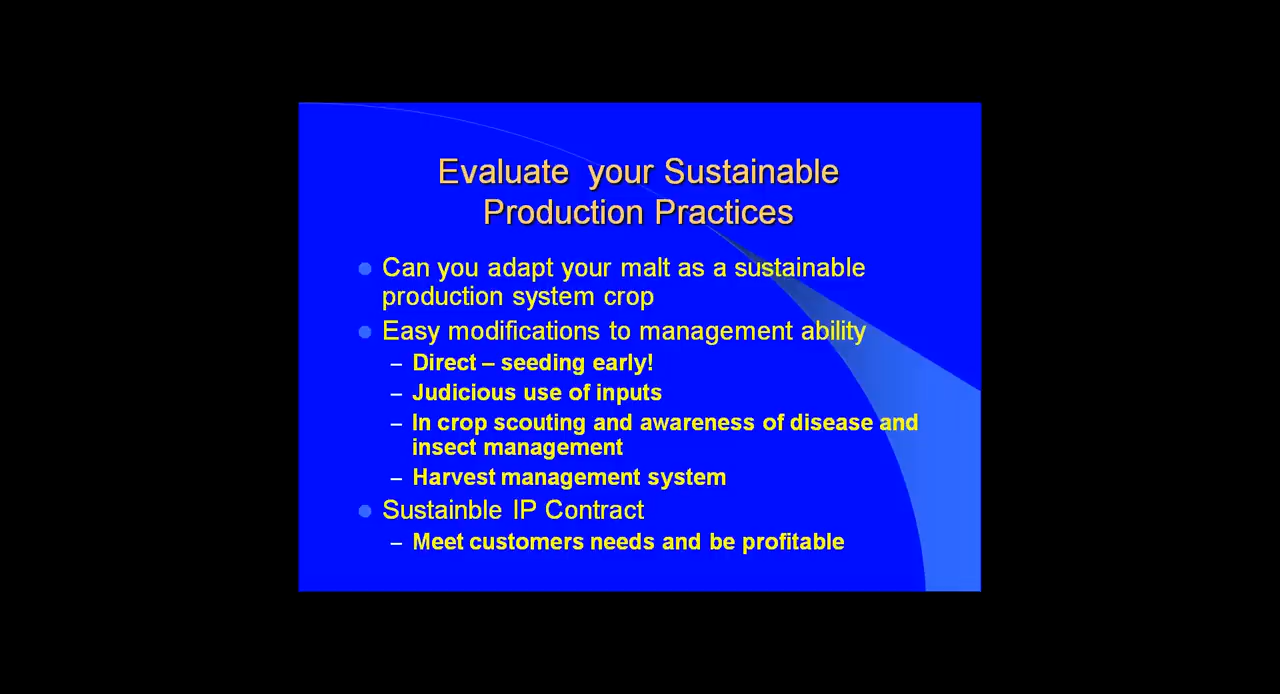 Evaluate your Sustainable
Production Practices
Can you adapt your malt as a sustainable
production system crop
Easy modifications to management ability
– Direct – seeding early!
– Judicious use of inputs
– In crop scouting and awareness of disease and
insect management
– Harvest management system
Sustainble IP Contract
– Meet customers needs and be profitable